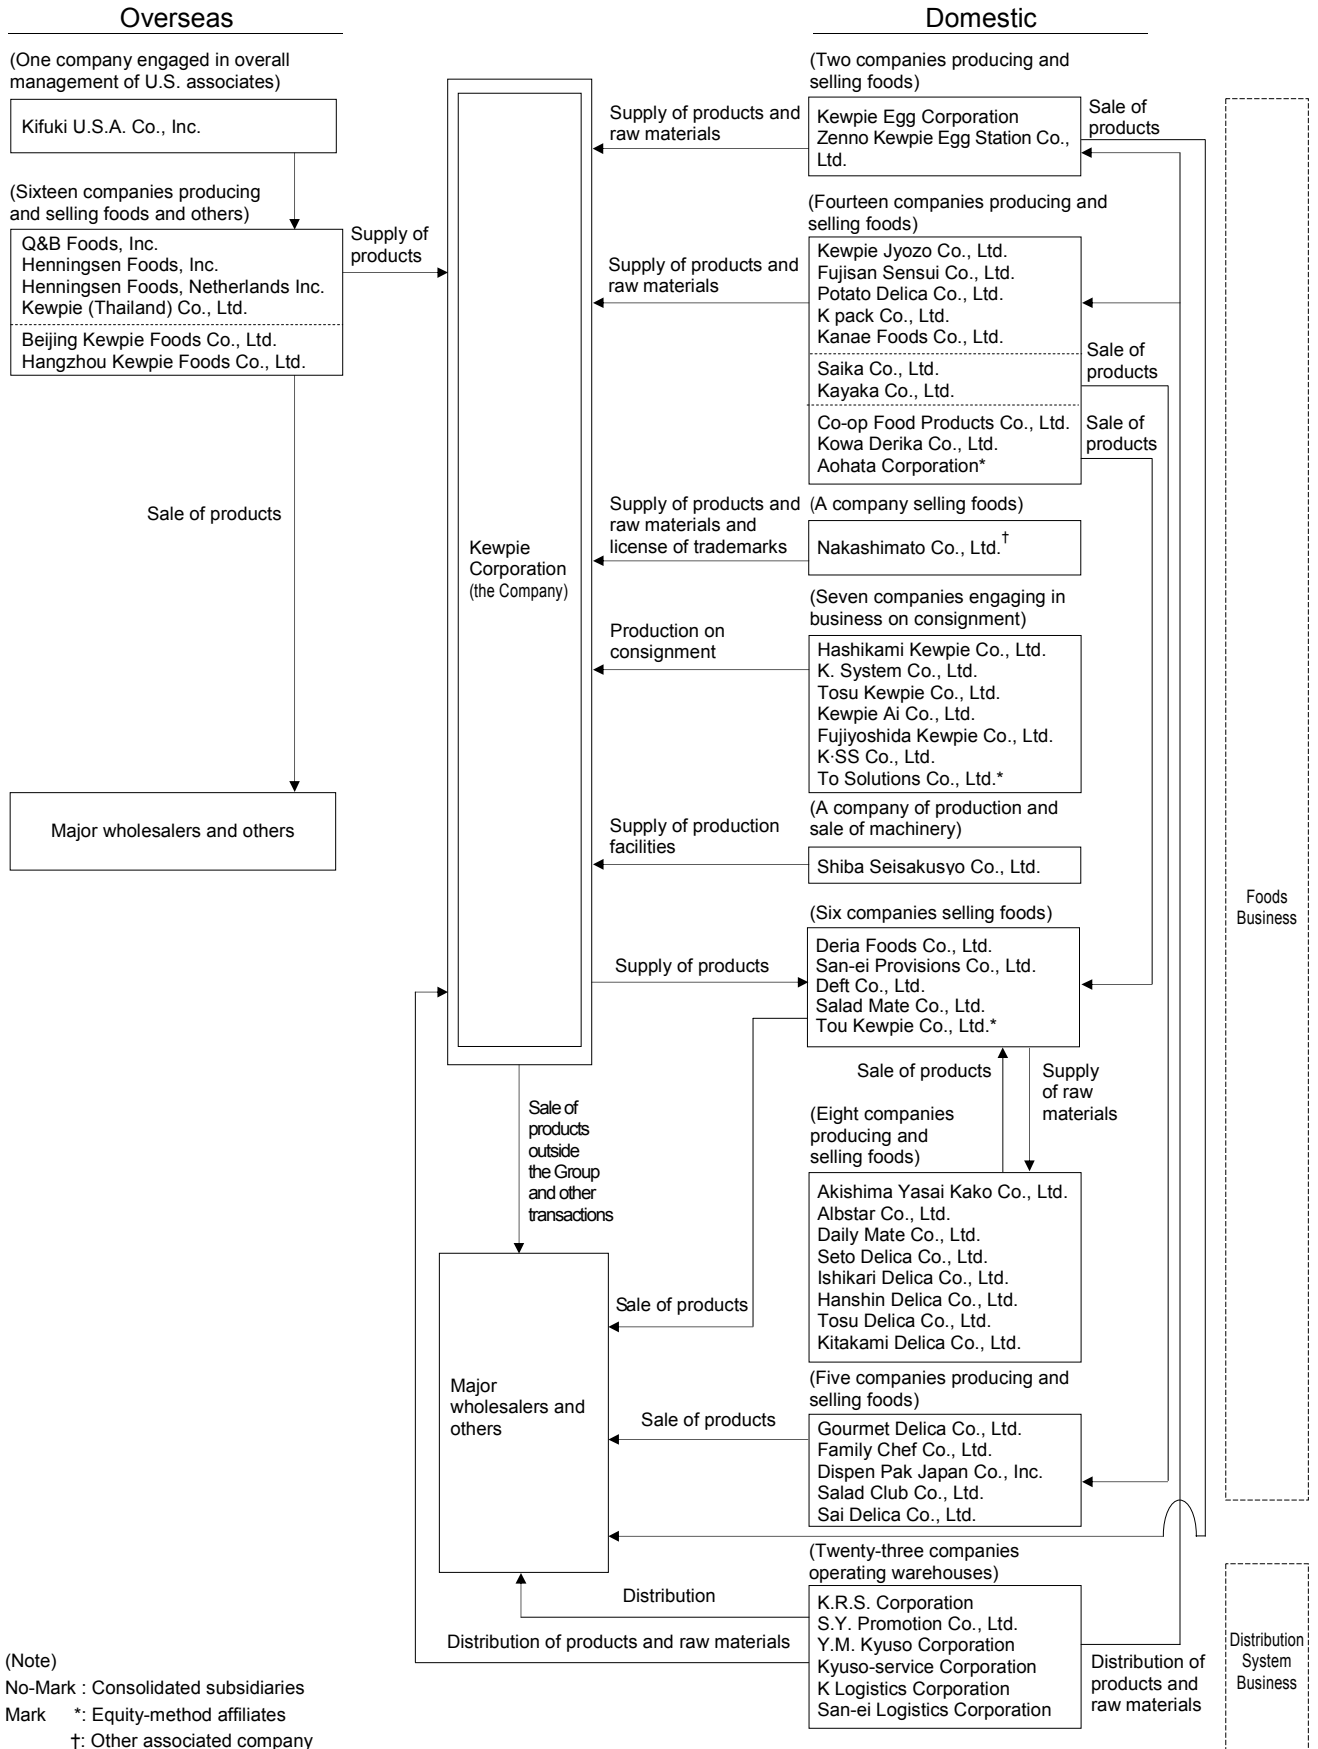 Overseas
(One company engaged in overall
management of U.S. associates)
Kifuki U.S.A. Co., Inc.
(Sixteen companies producing
and selling foods and others)
Q&B Foods, Inc.
Henningsen Foods, Inc.
Henningsen Foods, Netherlands Inc.
Kewpie (Thailand) Co., Ltd.
Beijing Kewpie Foods Co., Ltd.
Hangzhou Kewpie Foods Co., Ltd.
Supply of
products
Sale of products
Major wholesalers and others
Kewpie
Corporation
(the Company)
Sale of
products
outside
the Group
and other
transactions
Major
wholesalers and
others
Domestic
(Two companies producing and
selling foods)
Supply of products and
raw materials
Kewpie Egg Corporation
Zenno Kewpie Egg Station Co.,
Ltd.
Sale of
products
(Fourteen companies producing and
selling foods)
Supply of products and
raw materials
Kewpie Jyozo Co., Ltd.
Fujisan Sensui Co., Ltd.
Potato Delica Co., Ltd.
K pack Co., Ltd.
Kanae Foods Co., Ltd.
Saika Co., Ltd.
Kayaka Co., Ltd.
Sale of
products
Co-op Food Products Co., Ltd.
Kowa Derika Co., Ltd.
Aohata Corporation*
Sale of
products
Supply of products and
raw materials and
license of trademarks
(A company selling foods)
Nakashimato Co., Ltd.†
(Seven companies engaging in
business on consignment)
Production on
consignment
Hashikami Kewpie Co., Ltd.
K. System Co., Ltd.
Tosu Kewpie Co., Ltd.
Kewpie Ai Co., Ltd.
Fujiyoshida Kewpie Co., Ltd.
K·SS Co., Ltd.
To Solutions Co., Ltd.*
(A company of production and
sale of machinery)
Supply of production
facilities
Shiba Seisakusyo Co., Ltd.
(Six companies selling foods)
Supply of products
Deria Foods Co., Ltd.
San-ei Provisions Co., Ltd.
Deft Co., Ltd.
Salad Mate Co., Ltd.
Tou Kewpie Co., Ltd.*
Sale of products
Supply
of raw
materials
(Eight companies
producing and
selling foods)
Akishima Yasai Kako Co., Ltd.
Albstar Co., Ltd.
Daily Mate Co., Ltd.
Seto Delica Co., Ltd.
Ishikari Delica Co., Ltd.
Hanshin Delica Co., Ltd.
Tosu Delica Co., Ltd.
Kitakami Delica Co., Ltd.
Sale of products
(Five companies producing and
selling foods)
Sale of products
Gourmet Delica Co., Ltd.
Family Chef Co., Ltd.
Dispen Pak Japan Co., Inc.
Salad Club Co., Ltd.
Sai Delica Co., Ltd.
(Twenty-three companies
operating warehouses)
Distribution
Distribution of products and raw materials
K.R.S. Corporation
S.Y. Promotion Co., Ltd.
Y.M. Kyuso Corporation
Kyuso-service Corporation
K Logistics Corporation
San-ei Logistics Corporation
Distribution of
products and
raw materials
Foods
Business
Distribution
System
Business
(Note)
No-Mark : Consolidated subsidiaries
Mark *: Equity-method affiliates
†: Other associated company